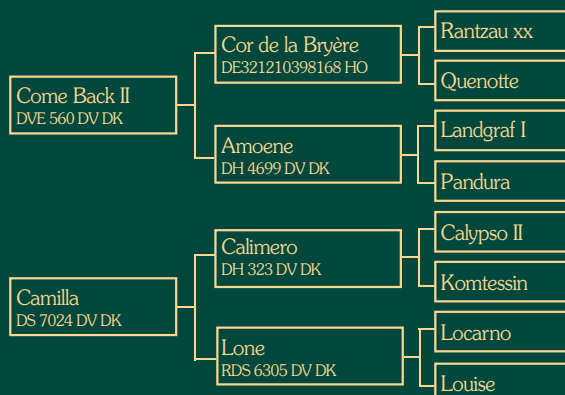 Come Back II
DVE 560 DV DK
Cor de la Bryère
DE321210398168 HO
Rantzau xx
Quenotte
Amoene
DH 4699 DV DK
Landgraf I
Pandura
Camilla
DS 7024 DV DK
Calimero
DH 323 DV DK
Calypso II
Komtessin
Lone
RDS 6305 DV DK
Locarno
Louise